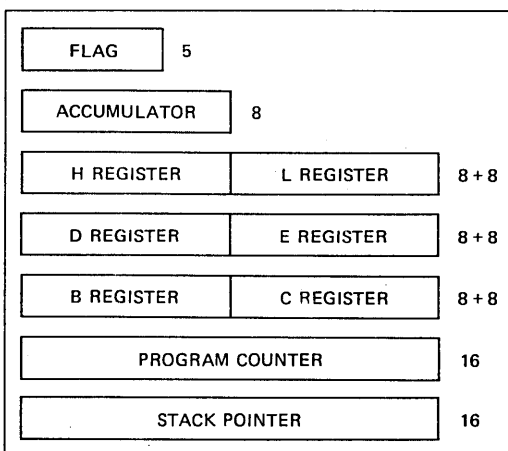 FLAG 5
ACCUMULATOR 8
H REGISTER L REGISTER 8+8
D REGISTER E REGISTER 8+8
B REGISTER C REGISTER 8+8
PROGRAM COUNTER 16
STACK POINTER 16